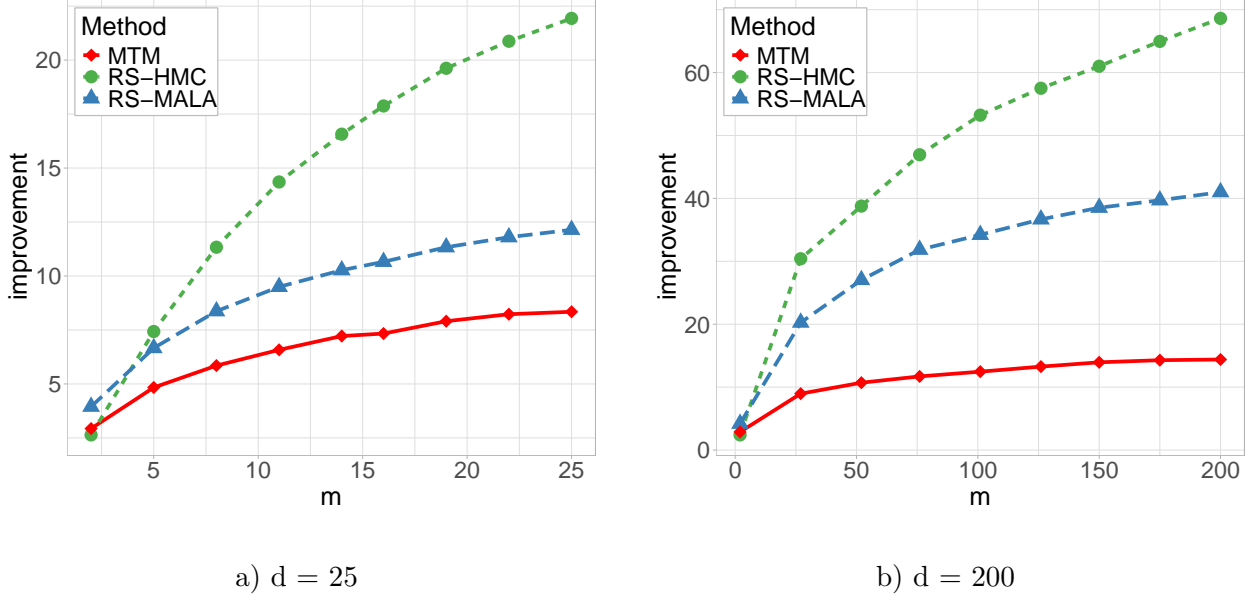 Method
MTM
RS−HMC
RS−MALA
improvement
20
15
10
5
5 10 15 20 25
m
a) d = 25
Method
MTM
RS−HMC
RS−MALA
improvement
60
40
20
0
0 50 100 150 200
m
b) d = 200